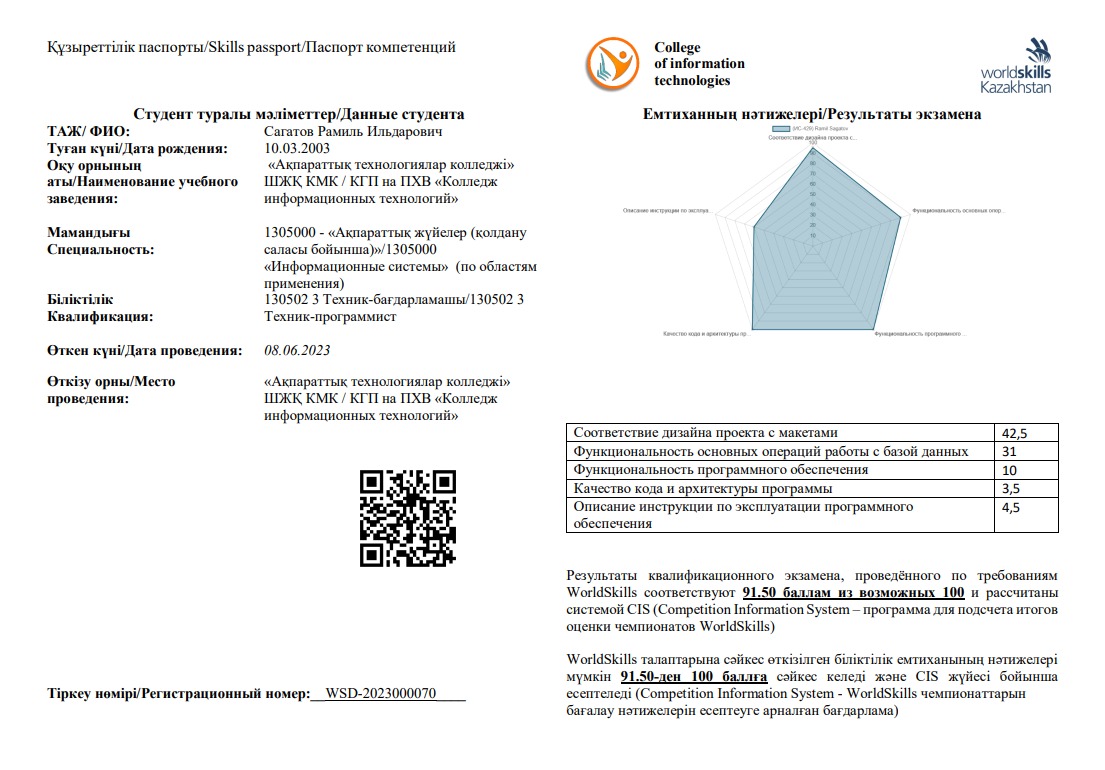 Құзыреттілік паспорты/Skills passport/Паспорт компетенций
Студент туралы мәліметтер/Данные студента
ТАЖ/ ФИО: Сагатов Рамиль Ильдарович
Туған күні/Дата рождения: 10.03.2003
Оқу орнының «Ақпараттық технологиялар колледжі»
аты/Наименование учебного ШЖҚ КМК / КГП на ПХВ «Колледж
заведения: информационных технологий»
Мамандығы 1305000 - «Ақпараттық жүйелер (қолдану
Специальность: саласы бойынша)»/1305000
«Информационные системы» (по областям
применения)
Біліктілік 130502 3 Техник-бағдарламашы/130502 3
Квалификация: Техник-программист
Өткен күні/Дата проведения: 08.06.2023
Өткізу орны/Место «Ақпараттық технологиялар колледжі»
проведения: ШЖҚ КМК / КГП на ПХВ «Колледж
информационных технологий»
Тіркеу нөмірі/Регистрационный номер:__WSD-2023000070____
College
of information
technologies
worldskills
Kazakhstan
Емтиханның нәтижелері/Результаты экзамена
(ИС-429) Ramil Sagatov
Соответствие дизайна проекта с...
100
80
70
60
50
40
30
20
10
Описание инструкции по эксплуа...
Функциональность основных опер...
Качество кода и архитектуры пр...
Функциональность программного ...
Соответствие дизайна проекта с макетами 42,5
Функциональность основных операций работы с базой данных 31
Функциональность программного обеспечения 10
Качество кода и архитектуры программы 3,5
Описание инструкции по эксплуатации программного 4,5
обеспечения
Результаты квалификационного экзамена, проведённого по требованиям
WorldSkills соответствуют 91.50 баллам из возможных 100 и рассчитаны
системой CIS (Competition Information System – программа для подсчета итогов
оценки чемпионатов WorldSkills)
WorldSkills талаптарына сәйкес өткізілген біліктілік емтиханының нәтижелері
мүмкін 91.50-ден 100 баллға сәйкес келеді және CIS жүйесі бойынша
есептеледі (Competition Information System - WorldSkills чемпионаттарын
бағалау нәтижелерін есептеуге арналған бағдарлама)